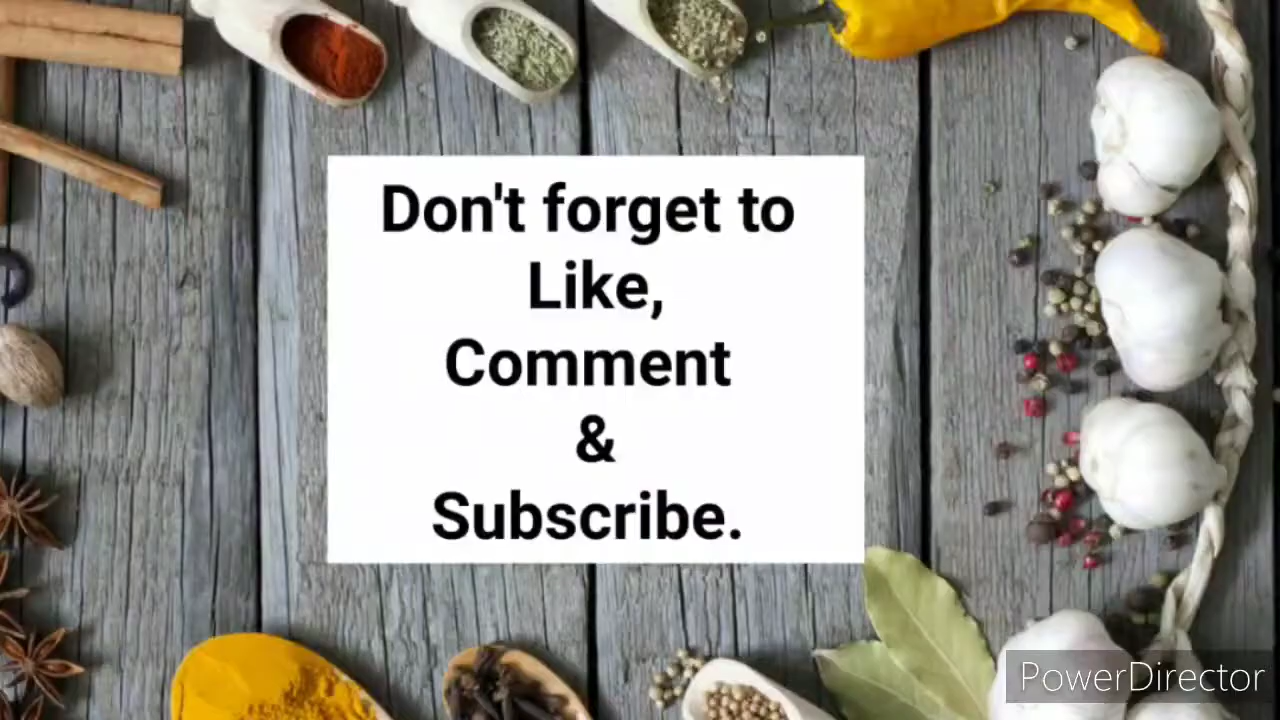 Don't forget to
Like,
Comment
&
Subscribe.
PowerDirector